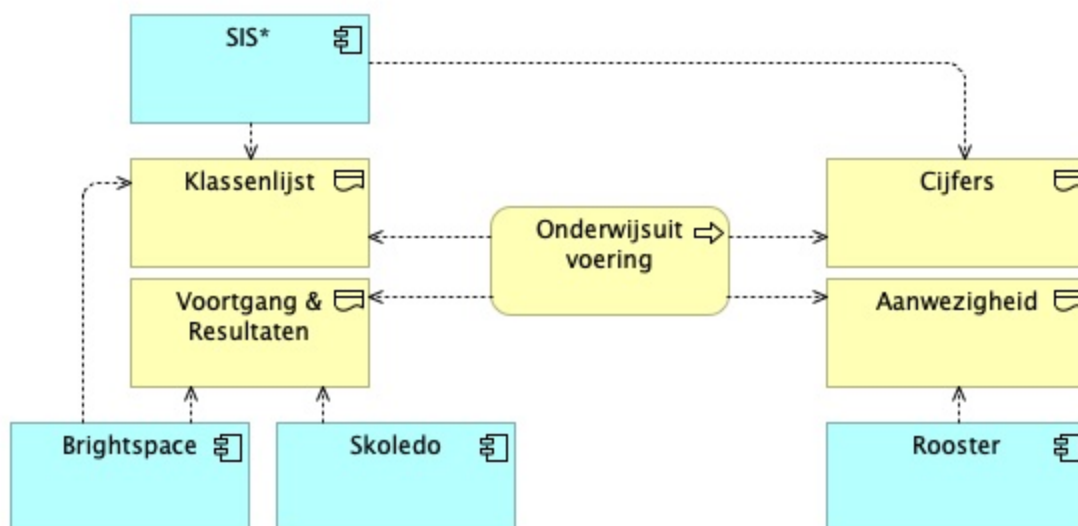 SIS*
Klassenlijst
Cijfers
Onderwijsuit
voering
Voortgang &
Resultaten
Aanwezigheid
Brightspace
Skoledo
Rooster